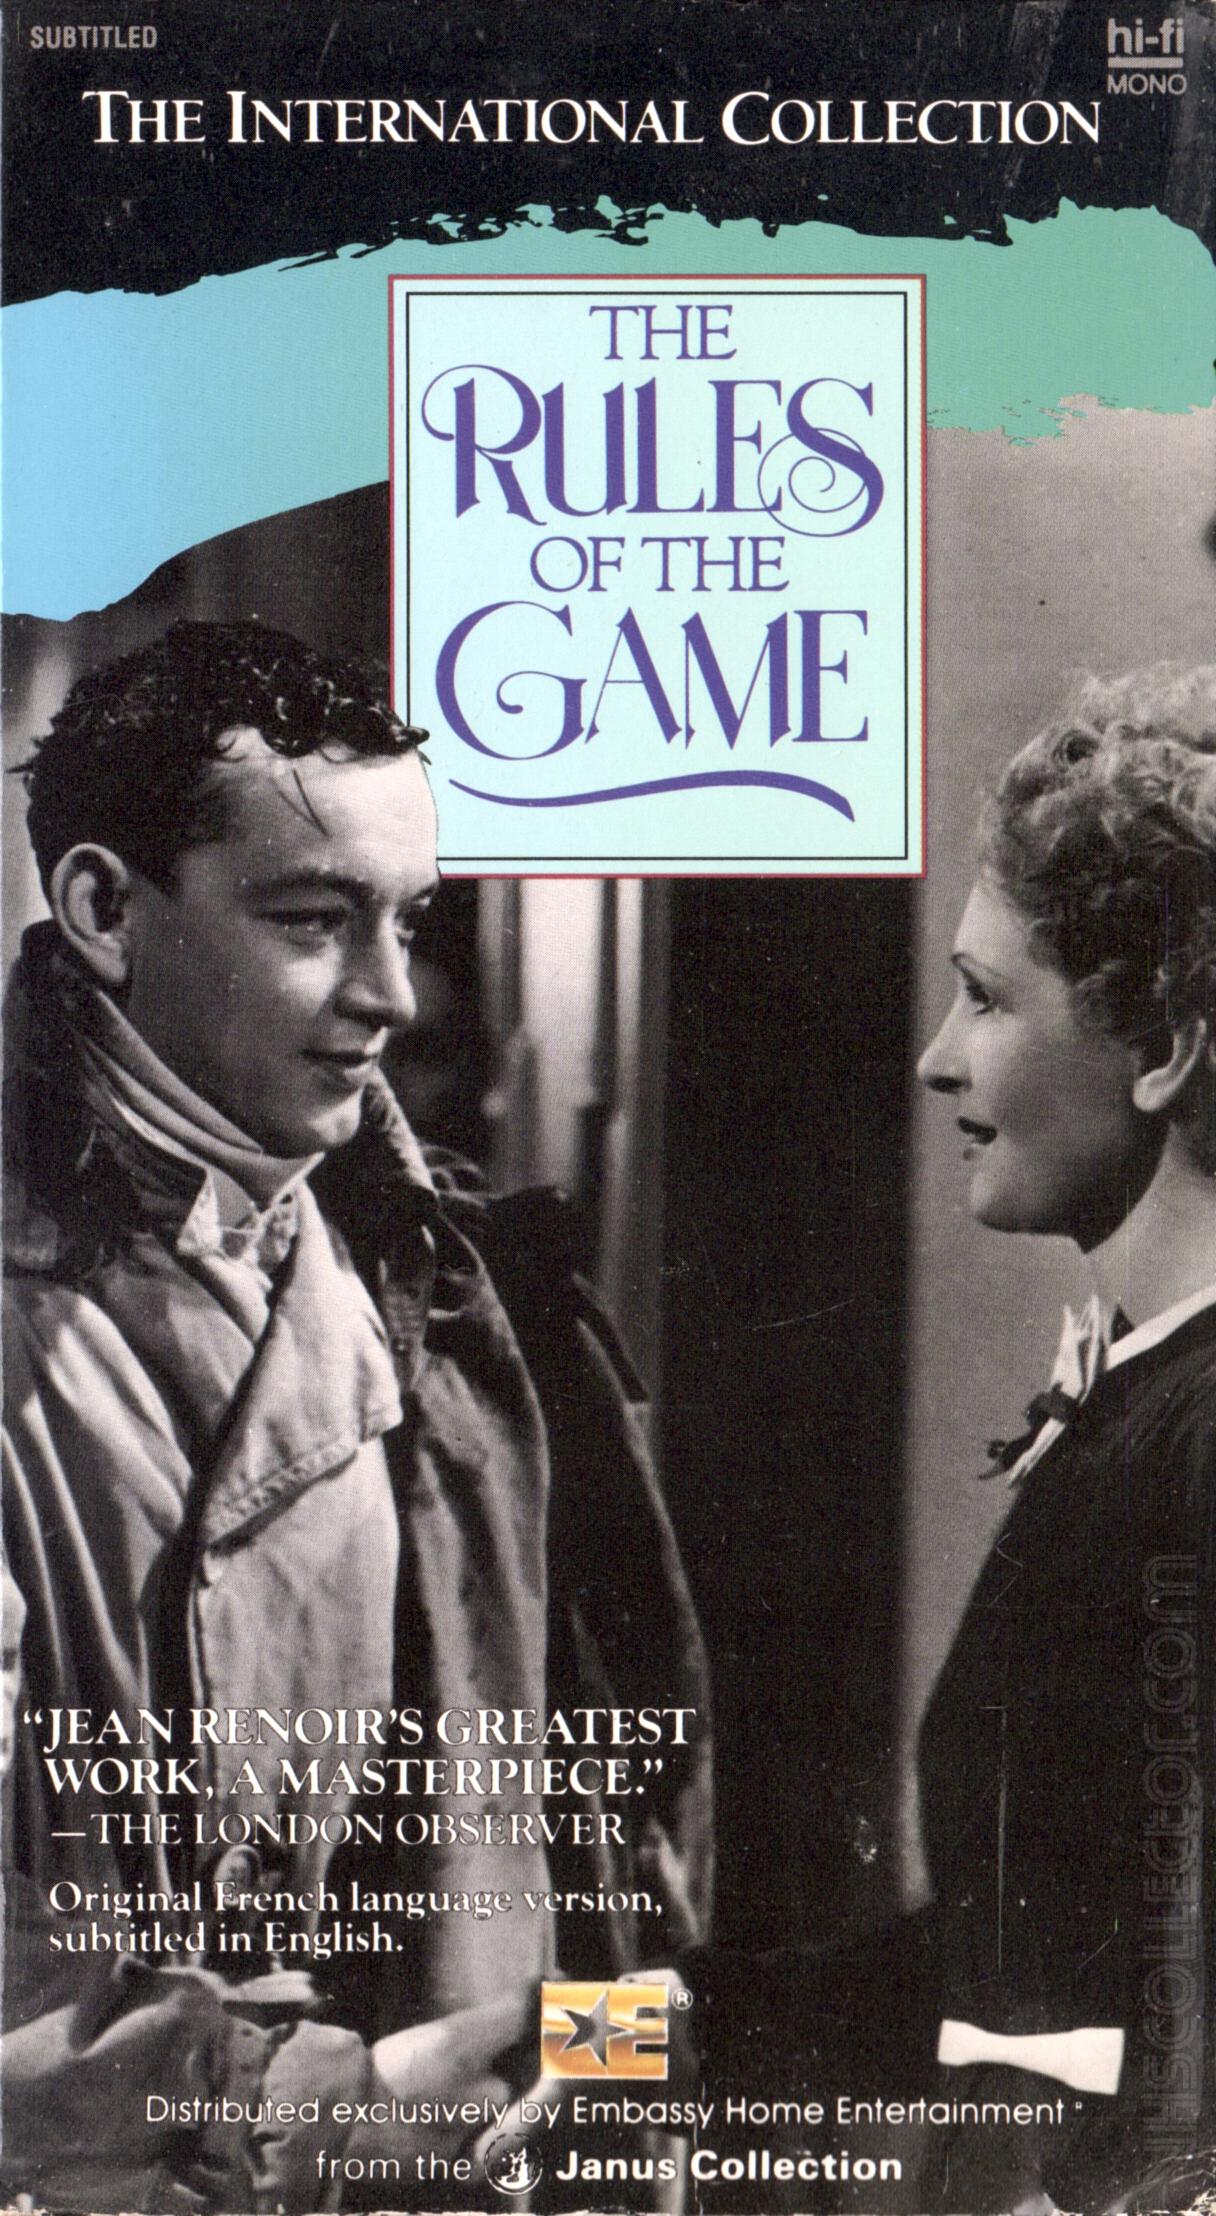 SUBTITLED
hi-fi
MONO
THE INTERNATIONAL COLLECTION
THE
RULES
OF THE
GAME
“JEAN RENOIR'S GREATEST
WORK, A MASTERPIECE.”
—THE LONDON OBSERVER
Original French language version,
subtitled in English.
E®
Distributed exclusively by Embassy Home Entertainment
from the Janus Collection
VHSCOLLECTOR.COM